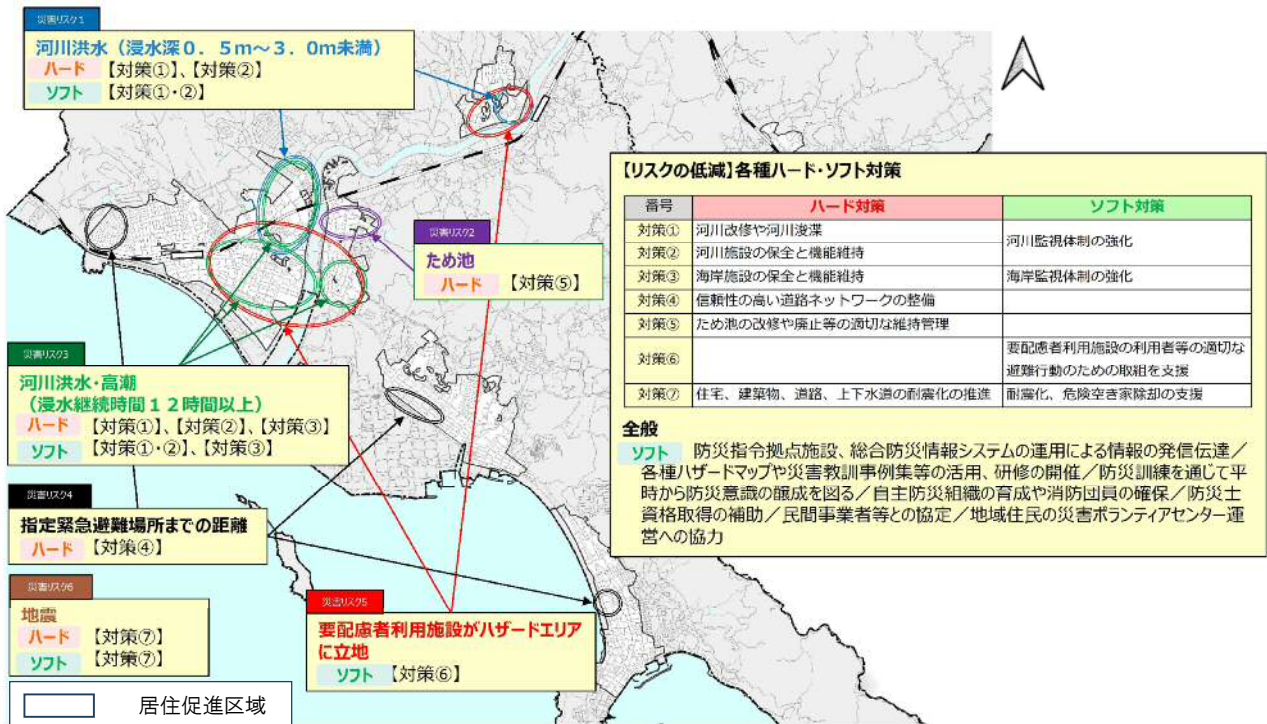 災害リスク1
河川洪水（浸水深0．5m～3．0m未満）
ハード 【対策①】、【対策②】
ソフト 【対策①・②】
災害リスク2
ため池
ハード 【対策⑤】
災害リスク3
河川洪水・高潮
（浸水継続時間12時間以上）
ハード 【対策①】、【対策②】、【対策③】
ソフト 【対策①・②】、【対策③】
災害リスク4
指定緊急避難場所までの距離
ハード 【対策④】
災害リスク6
地震
ハード 【対策⑦】
ソフト 【対策⑦】
災害リスク5
要配慮者利用施設がハザードエリア
に立地
ソフト 【対策⑥】
居住促進区域
【リスクの低減】各種ハード・ソフト対策
番号 ハード対策 ソフト対策
対策① 河川改修や河川浚渫
河川監視体制の強化
対策② 河川施設の保全と機能維持
対策③ 海岸施設の保全と機能維持 海岸監視体制の強化
対策④ 信頼性の高い道路ネットワークの整備
対策⑤ ため池の改修や廃止等の適切な維持管理
対策⑥ 要配慮者利用施設の利用者等の適切な
避難行動のための取組を支援
対策⑦ 住宅、建築物、道路、上下水道の耐震化の推進 耐震化、危険空き家除却の支援
全般
ソフト 防災指令拠点施設、総合防災情報システムの運用による情報の発信伝達／
各種ハザードマップや災害教訓事例集等の活用、研修の開催／防災訓練を通じて平
時から防災意識の醸成を図る／自主防災組織の育成や消防団員の確保／防災士
資格取得の補助／民間事業者等との協定／地域住民の災害ボランティアセンター運
営への協力